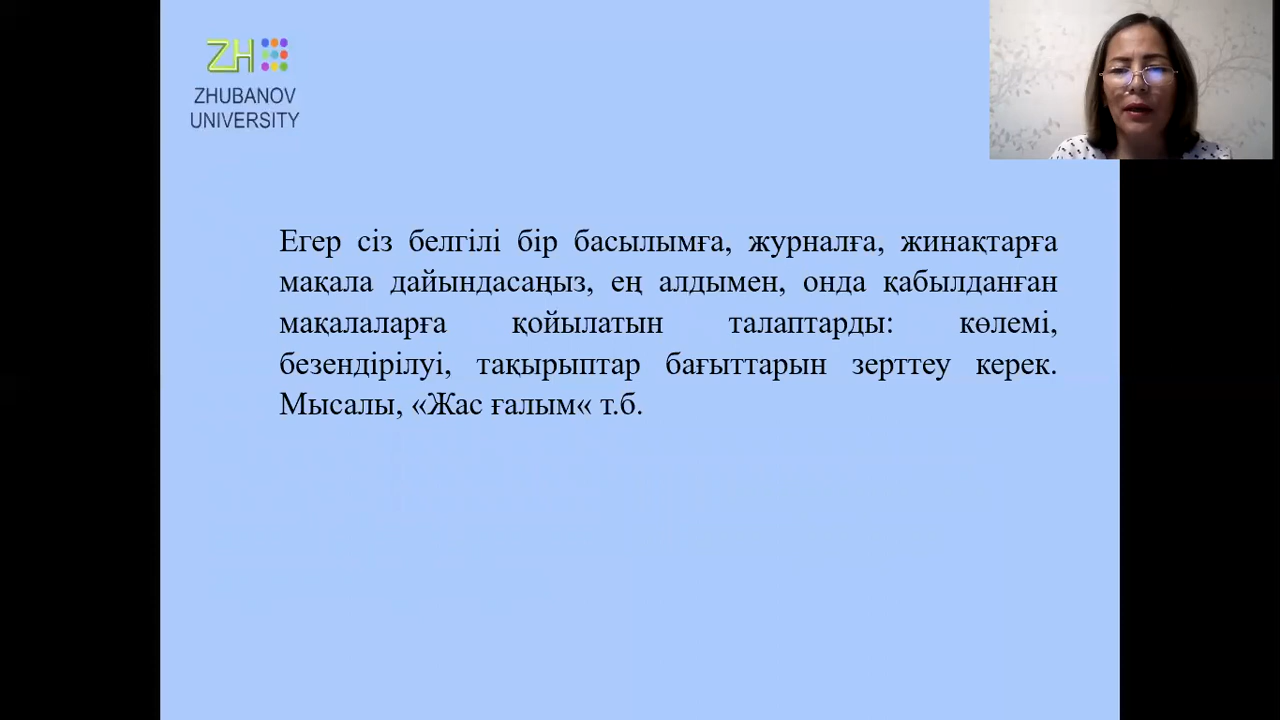 ZH
ZHUBANOV
UNIVERSITY
Егер сіз белгілі бір басылымға, журналға, жинақтарға
мақала дайындасаңыз, ең алдымен, онда қабылданған
мақалаларға қойылатын талаптарды: көлемі,
безендірілуі, тақырыптар бағыттарын зерттеу керек.
Мысалы, «Жас ғалым« т.б.